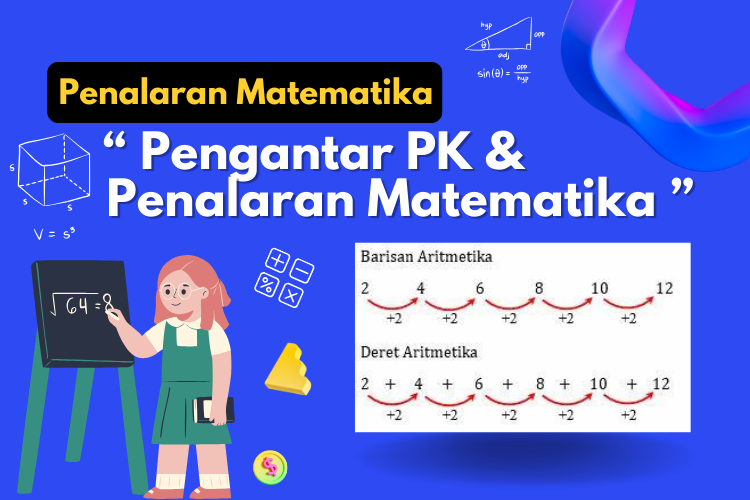 hyp
opp
θ
adj
sin(θ) = opp/hyp
Penalaran Matematika
“ Pengantar PK &
Penalaran Matematika ”
s
s
s
V = s³
√64 = 8
+ −
% ×
Barisan Aritmetika
2 4 6 8 10 12
+2 +2 +2 +2 +2
Deret Aritmetika
2 + 4 + 6 + 8 + 10 + 12
+2 +2 +2 +2 +2
$